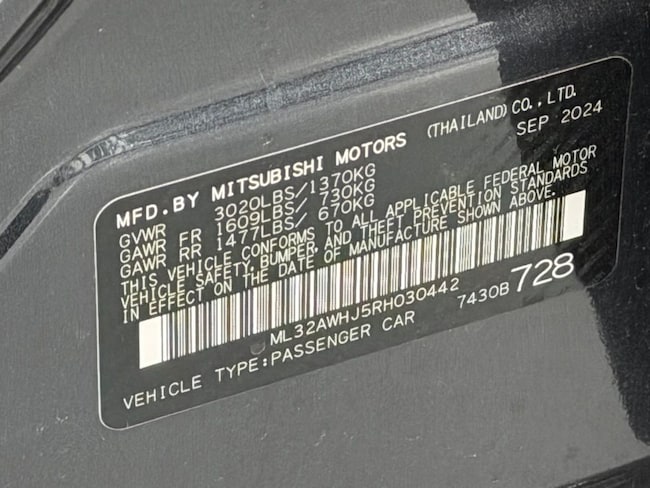 MFD.BY MITSUBISHI MOTORS (THAILAND) CO., LTD.
SEP 2024
GVWR 3020LBS/1370KG
GAWR FR 1609LBS/ 730KG
GAWR RR 1477LBS/ 670KG
THIS VEHICLE CONFORMS TO ALL APPLICABLE FEDERAL MOTOR
VEHICLE SAFETY, BUMPER, AND THEFT PREVENTION STANDARDS
IN EFFECT ON THE DATE OF MANUFACTURE SHOWN ABOVE.
ML32AWHJ5RH030442
7430B 728
VEHICLE TYPE:PASSENGER CAR